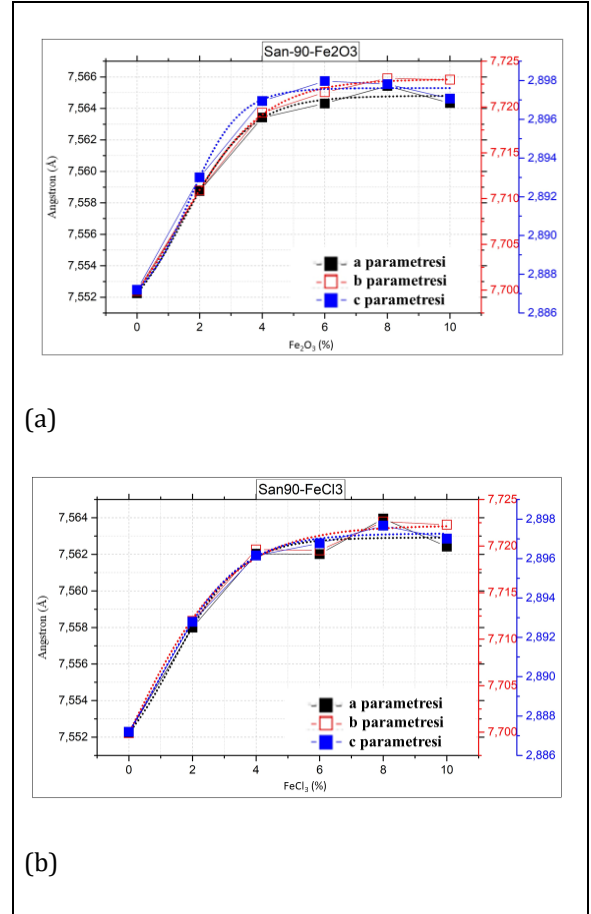 San-90-Fe2O3
7,566
7,564
7,562
7,560
7,558
7,556
7,554
7,552
Angstron (Å)
7,725
7,720
7,715
7,710
7,705
7,700
2,898
2,896
2,894
2,892
2,890
2,888
2,886
a parametresi
b parametresi
c parametresi
0 2 4 6 8 10
Fe₂O₃ (%)
(a)
San90-FeCl3
7,564
7,562
7,560
7,558
7,556
7,554
7,552
Angstron (Å)
7,725
7,720
7,715
7,710
7,705
7,700
2,898
2,896
2,894
2,892
2,890
2,888
2,886
a parametresi
b parametresi
c parametresi
0 2 4 6 8 10
FeCl₃ (%)
(b)